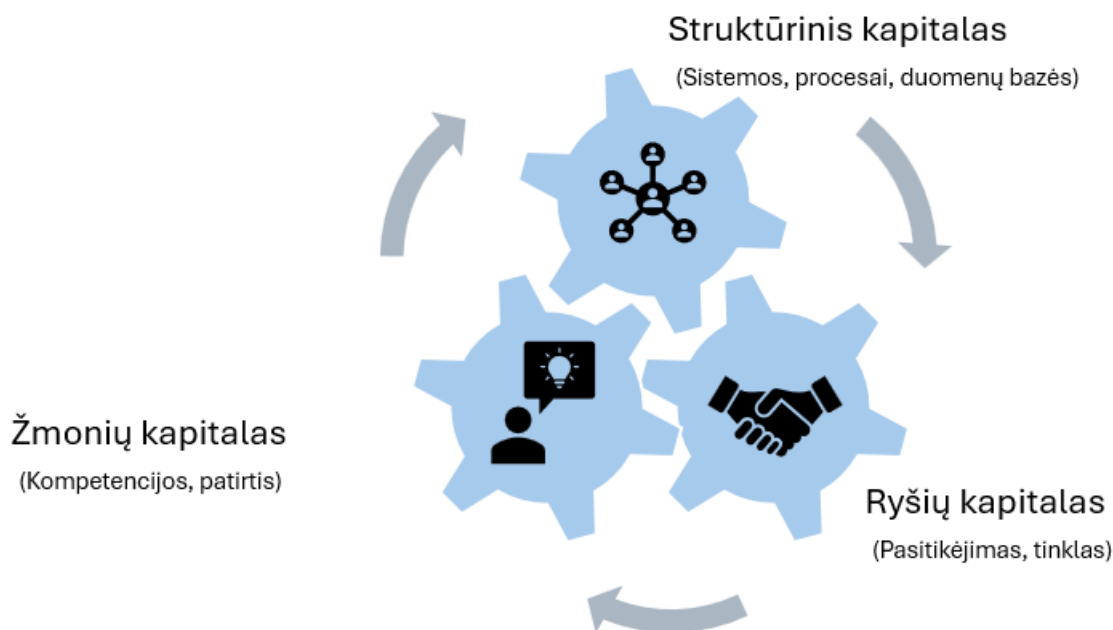 Struktūrinis kapitalas
(Sistemos, procesai, duomenų bazės)
Žmonių kapitalas
(Kompetencijos, patirtis)
Ryšių kapitalas
(Pasitikėjimas, tinklas)